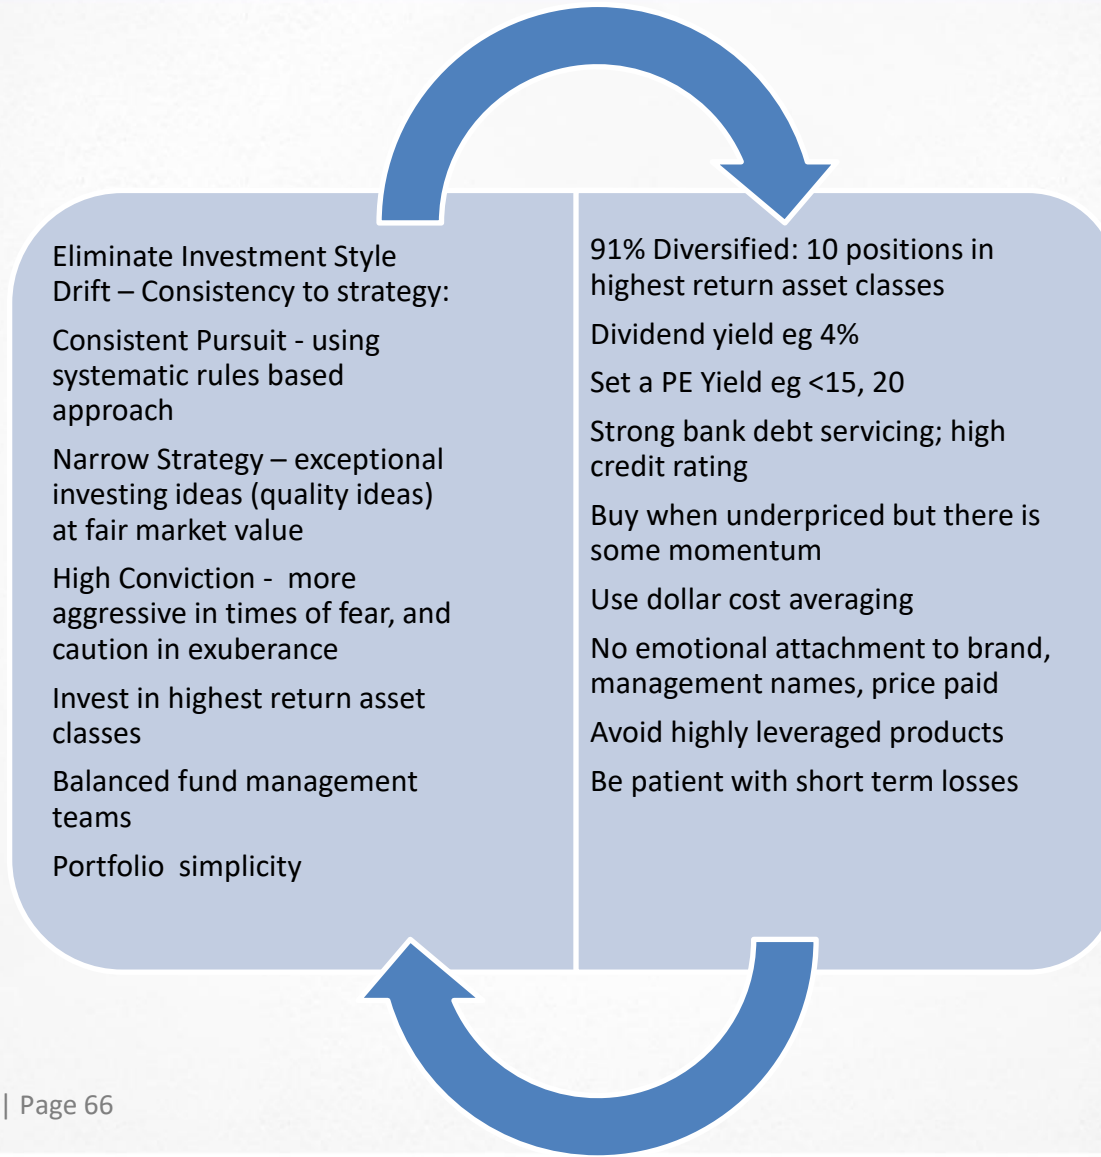 Eliminate Investment Style
Drift – Consistency to strategy:
Consistent Pursuit - using
systematic rules based
approach
Narrow Strategy – exceptional
investing ideas (quality ideas)
at fair market value
High Conviction -  more
aggressive in times of fear, and
caution in exuberance
Invest in highest return asset
classes
Balanced fund management
teams
Portfolio  simplicity
91% Diversified: 10 positions in
highest return asset classes
Dividend yield eg 4%
Set a PE Yield eg <15, 20
Strong bank debt servicing; high
credit rating
Buy when underpriced but there is
some momentum
Use dollar cost averaging
No emotional attachment to brand,
management names, price paid
Avoid highly leveraged products
Be patient with short term losses
| Page 66